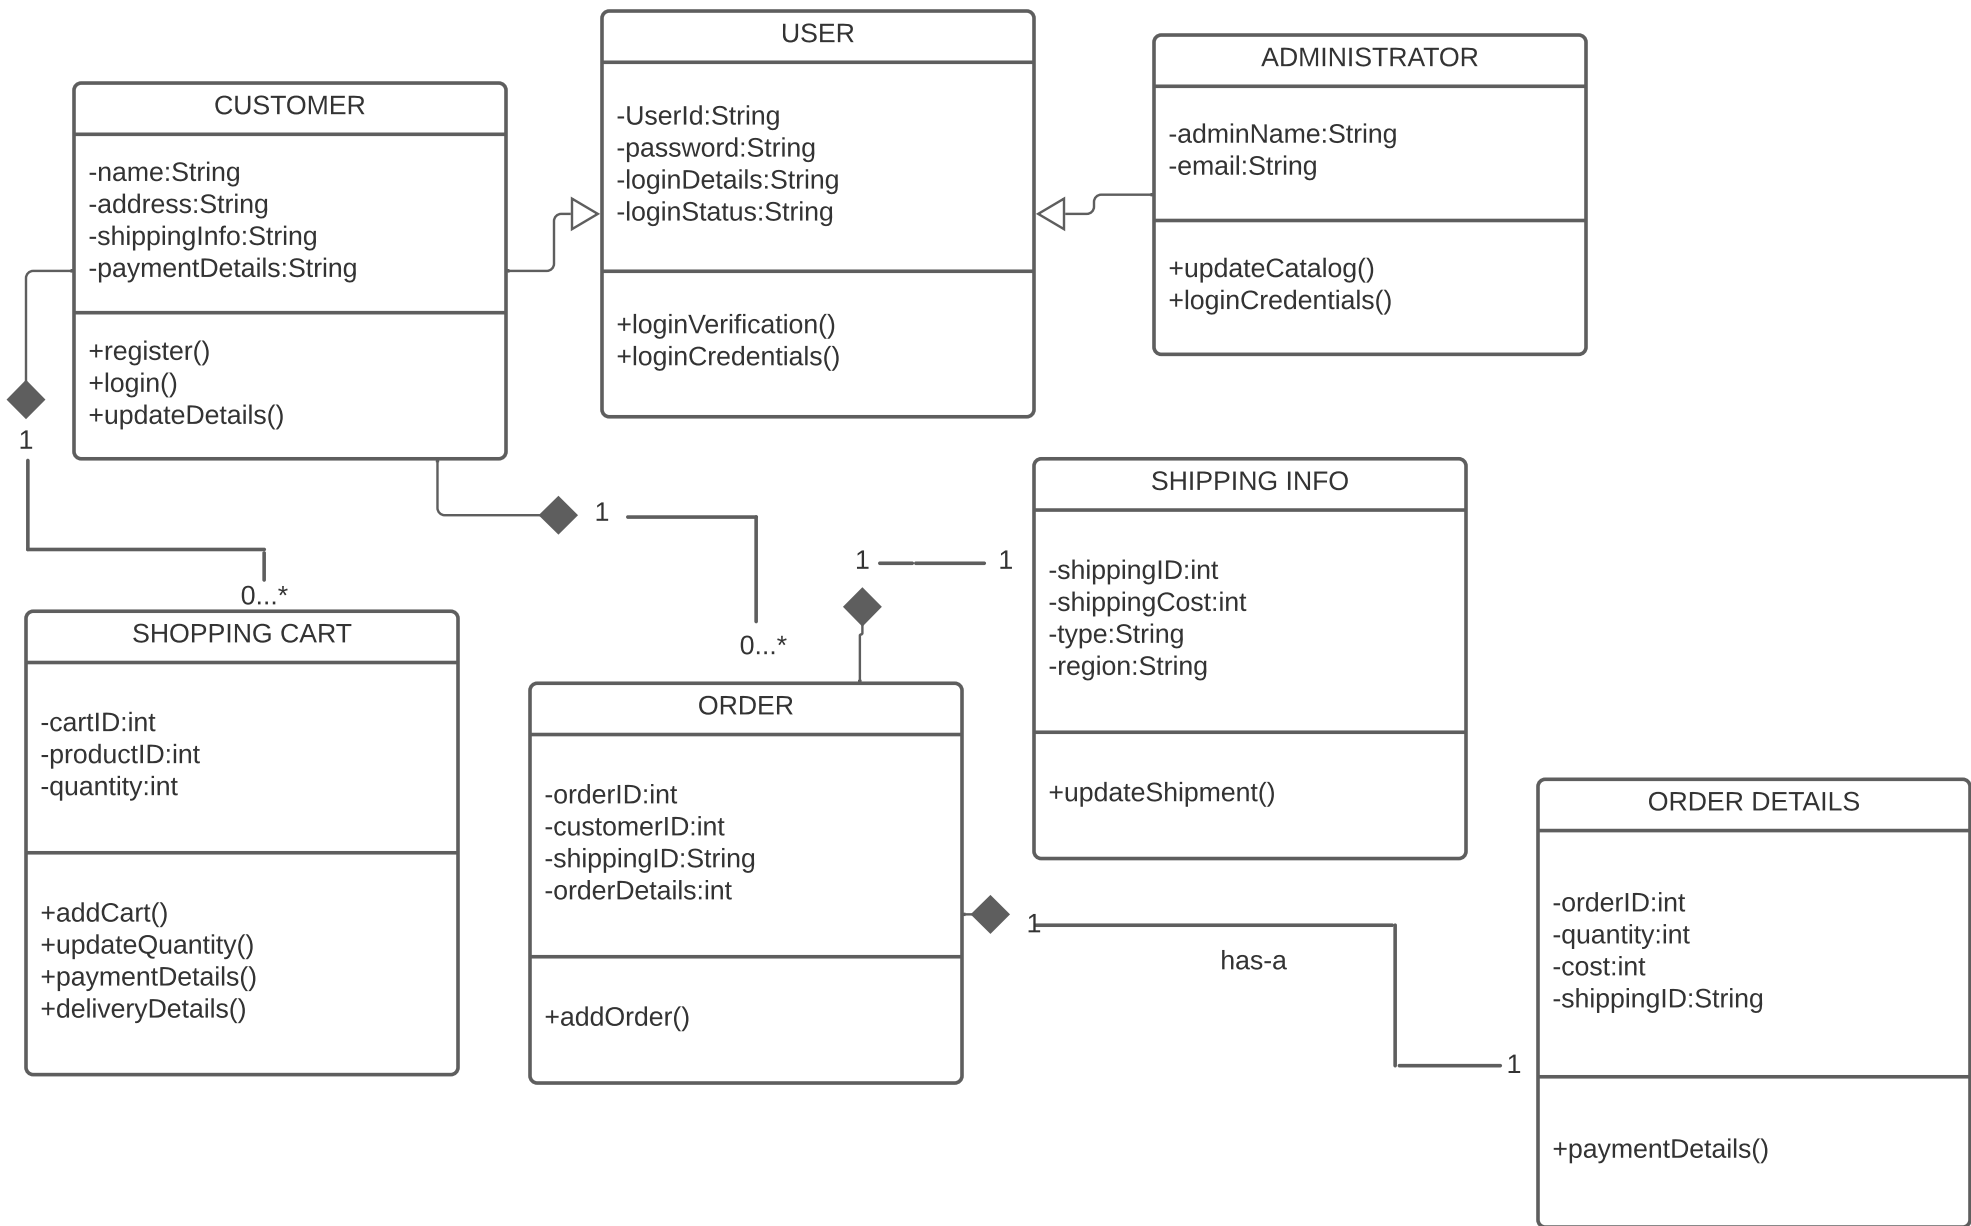 USER
-UserId:String
-password:String
-loginDetails:String
-loginStatus:String
+loginVerification()
+loginCredentials()
ADMINISTRATOR
-adminName:String
-email:String
+updateCatalog()
+loginCredentials()
CUSTOMER
-name:String
-address:String
-shippingInfo:String
-paymentDetails:String
+register()
+login()
+updateDetails()
1
0...*
1
0...*
1
1
SHIPPING INFO
-shippingID:int
-shippingCost:int
-type:String
-region:String
+updateShipment()
SHOPPING CART
-cartID:int
-productID:int
-quantity:int
+addCart()
+updateQuantity()
+paymentDetails()
+deliveryDetails()
ORDER
-orderID:int
-customerID:int
-shippingID:String
-orderDetails:int
+addOrder()
1
has-a
1
ORDER DETAILS
-orderID:int
-quantity:int
-cost:int
-shippingID:String
+paymentDetails()